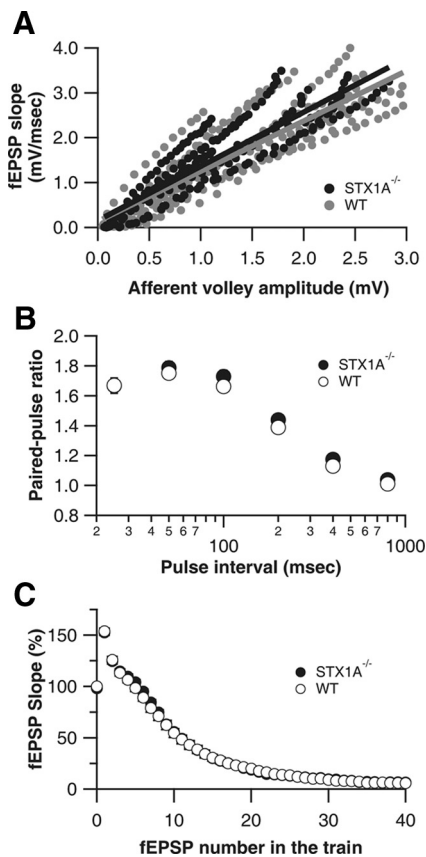 A
fEPSP slope
(mV/msec)
4.0
3.0
2.0
1.0
0.0
STX1A-/-
WT
0.0 0.5 1.0 1.5 2.0 2.5 3.0
Afferent volley amplitude (mV)
B
Paired-pulse ratio
2.0
1.8
1.6
1.4
1.2
1.0
0.8
STX1A-/-
WT
2 3 4 5 6 7 100 2 3 4 5 6 7 1000
Pulse interval (msec)
C
fEPSP Slope (%)
150
100
50
0
STX1A-/-
WT
0 10 20 30 40
fEPSP number in the train